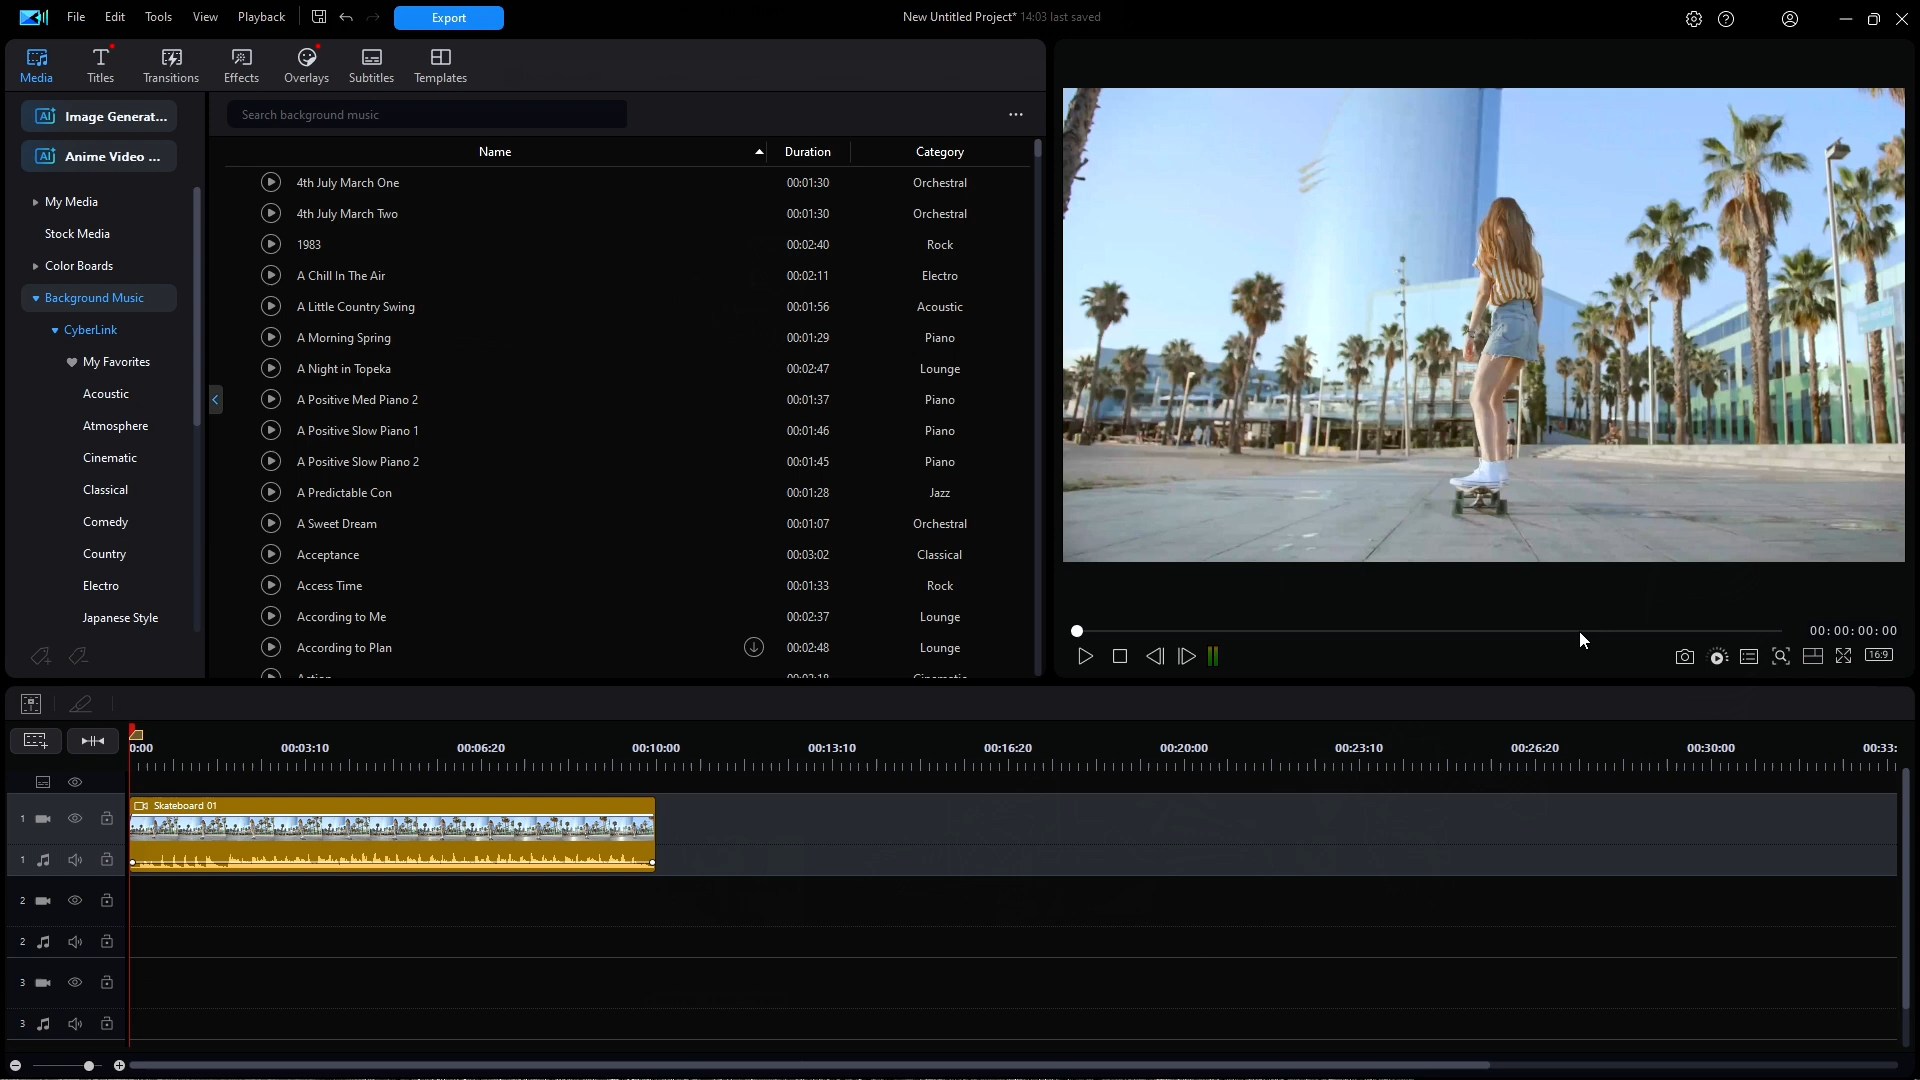 File Edit Tools View Playback Export New Untitled Project* 14:03 last saved
Media Titles Transitions Effects Overlays Subtitles Templates
AI Image Generat...
AI Anime Video ...
My Media
Stock Media
Color Boards
Background Music
CyberLink
My Favorites
Acoustic
Atmosphere
Cinematic
Classical
Comedy
Country
Electro
Japanese Style
Search background music
Name Duration Category
4th July March One 00:01:30 Orchestral
4th July March Two 00:01:30 Orchestral
1983 00:02:40 Rock
A Chill In The Air 00:02:11 Electro
A Little Country Swing 00:01:56 Acoustic
A Morning Spring 00:01:29 Piano
A Night in Topeka 00:02:47 Lounge
A Positive Med Piano 2 00:01:37 Piano
A Positive Slow Piano 1 00:01:46 Piano
A Positive Slow Piano 2 00:01:45 Piano
A Predictable Con 00:01:28 Jazz
A Sweet Dream 00:01:07 Orchestral
Acceptance 00:03:02 Classical
Access Time 00:01:33 Rock
According to Me 00:02:37 Lounge
According to Plan 00:02:48 Lounge
00:00:00:00
16:9
0:00 00:03:10 00:06:20 00:10:00 00:13:10 00:16:20 00:20:00 00:23:10 00:26:20 00:30:00 00:33:
Skateboard 01
1
1
2
2
3
3